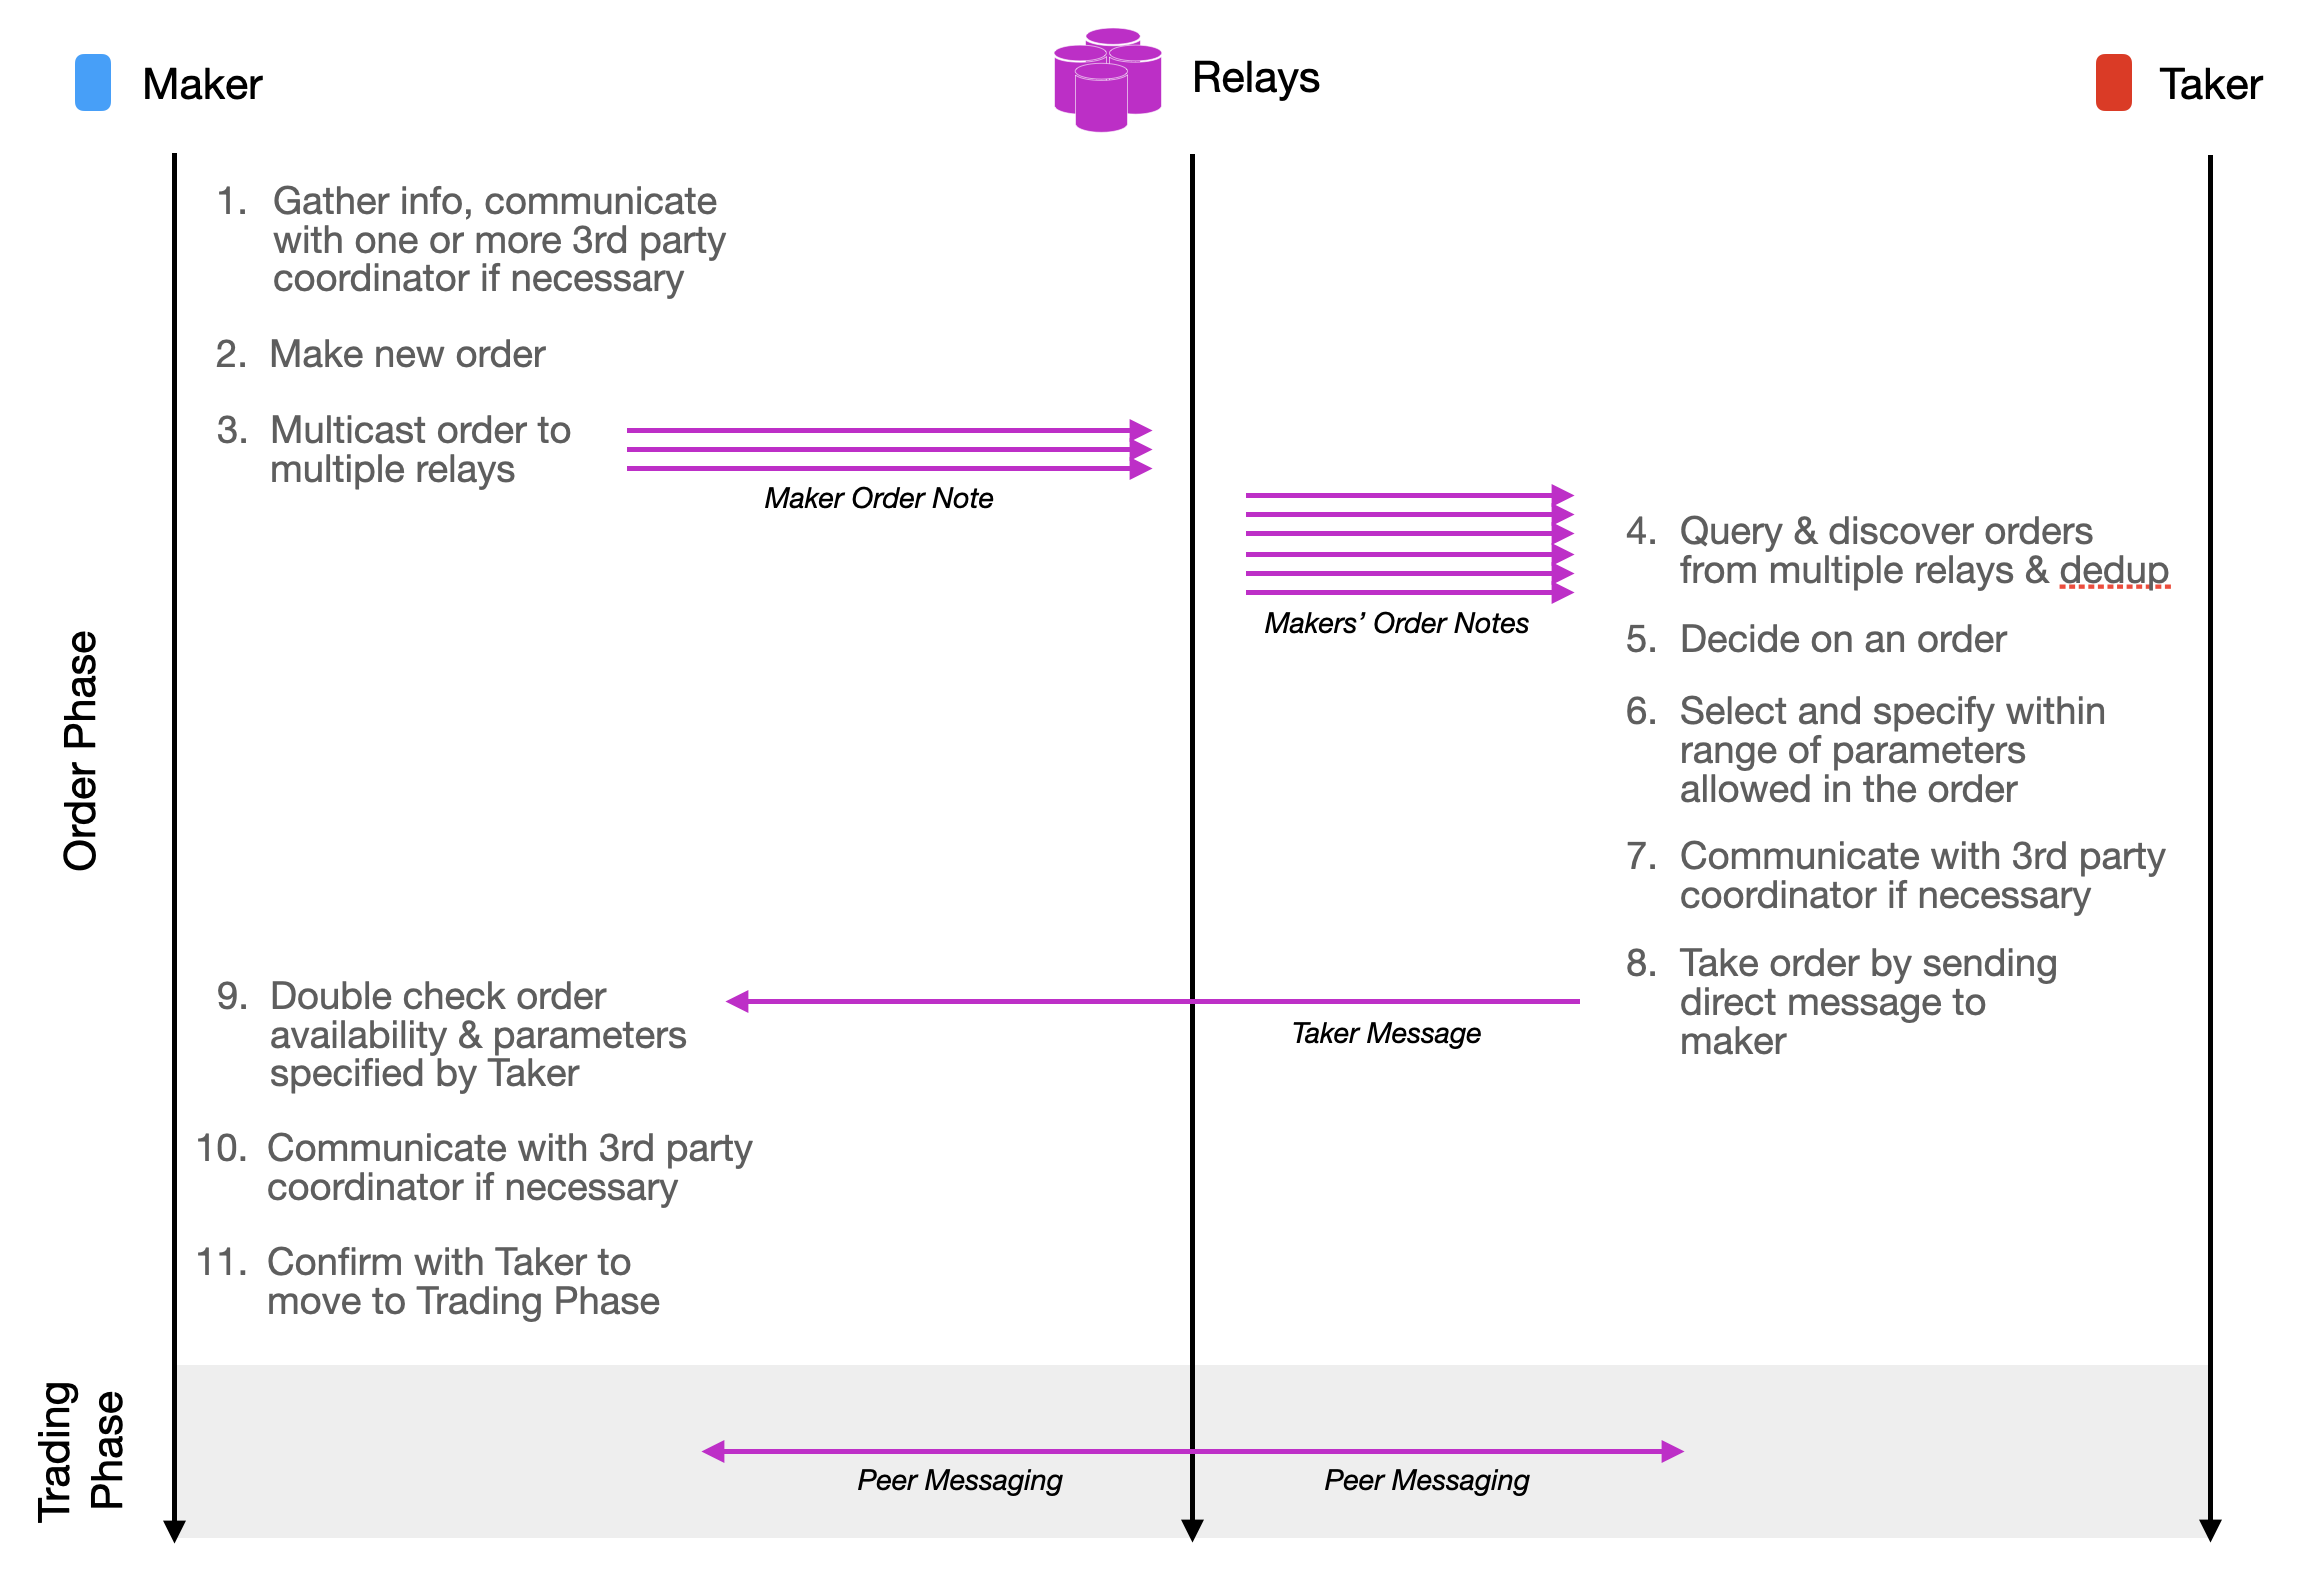 Maker
Relays
Taker
1. Gather info, communicate
with one or more 3rd party
coordinator if necessary
2. Make new order
3. Multicast order to
multiple relays
Maker Order Note
Makers’ Order Notes
4. Query & discover orders
from multiple relays & dedup
5. Decide on an order
6. Select and specify within
range of parameters
allowed in the order
7. Communicate with 3rd party
coordinator if necessary
8. Take order by sending
direct message to
maker
Taker Message
9. Double check order
availability & parameters
specified by Taker
10. Communicate with 3rd party
coordinator if necessary
11. Confirm with Taker to
move to Trading Phase
Order Phase
Trading
Phase
Peer Messaging
Peer Messaging